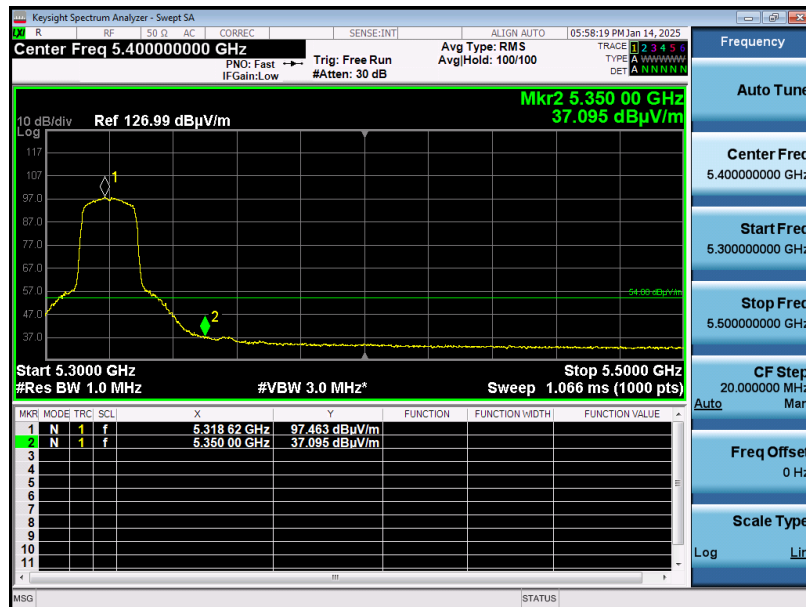 Keysight Spectrum Analyzer - Swept SA
R RF 50 Ω AC CORREC SENSE:INT ALIGN AUTO 05:58:19 PM Jan 14, 2025
Center Freq 5.400000000 GHz
PNO: Fast
IFGain:Low
Trig: Free Run
#Atten: 30 dB
Avg Type: RMS
Avg|Hold: 100/100
TRACE 1 2 3 4 5 6
TYPE A WWWWW
DET A N N N N N
Mkr2 5.350 00 GHz
37.095 dBµV/m
10 dB/div Ref 126.99 dBµV/m
Log
117
107
97.0
87.0
77.0
67.0
57.0
47.0
37.0
1
2
54.00 dBµV/m
Start 5.3000 GHz Stop 5.5000 GHz
#Res BW 1.0 MHz #VBW 3.0 MHz* Sweep 1.066 ms (1000 pts)
MKR MODE TRC SCL X Y FUNCTION FUNCTION WIDTH FUNCTION VALUE
1 N 1 f 5.318 62 GHz 97.463 dBµV/m
2 N 1 f 5.350 00 GHz 37.095 dBµV/m
3
4
5
6
7
8
9
10
11
MSG STATUS
Frequency
Auto Tune
Center Freq
5.400000000 GHz
Start Freq
5.300000000 GHz
Stop Freq
5.500000000 GHz
CF Step
20.000000 MHz
Auto Man
Freq Offset
0 Hz
Scale Type
Log Lin